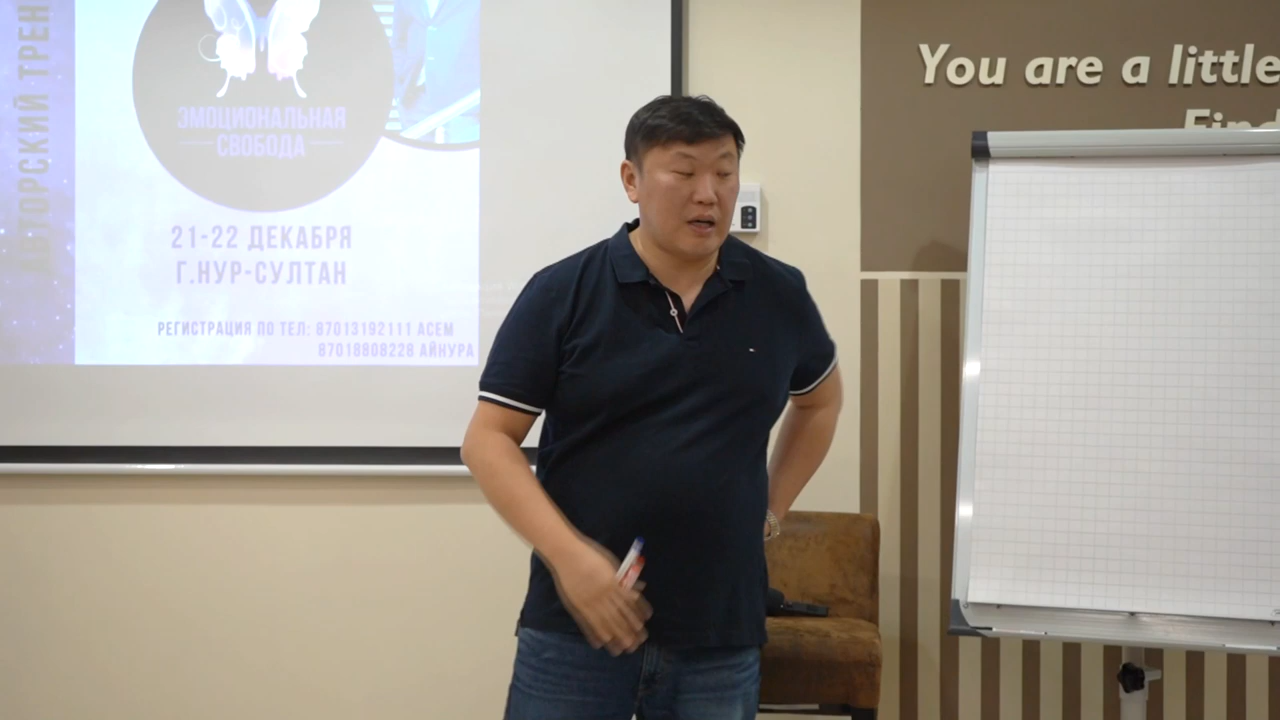 АВТОРСКИЙ ТРЕН
ЭМОЦИОНАЛЬНАЯ
СВОБОДА
21-22 ДЕКАБРЯ
Г.НУР-СУЛТАН
РЕГИСТРАЦИЯ ПО ТЕЛ: 87013192111 АСЕМ
87018808228 АЙНУРА
You are a little
Find